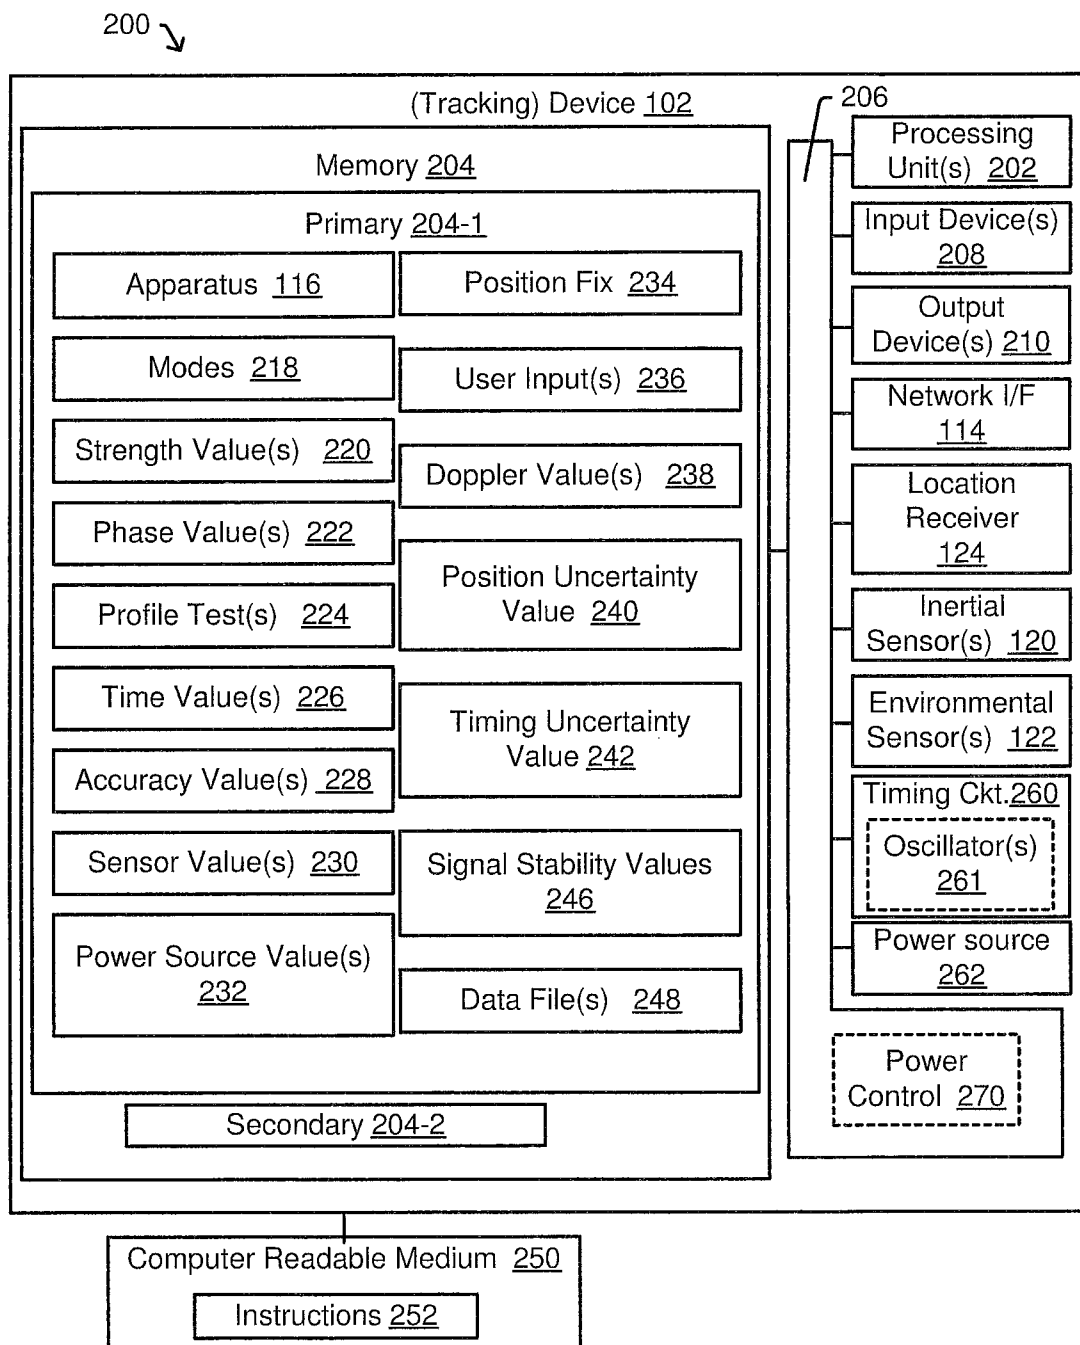 200
(Tracking) Device 102
206
Memory 204
Primary 204-1
Apparatus 116
Modes 218
Strength Value(s) 220
Phase Value(s) 222
Profile Test(s) 224
Time Value(s) 226
Accuracy Value(s) 228
Sensor Value(s) 230
Power Source Value(s)
232
Position Fix 234
User Input(s) 236
Doppler Value(s) 238
Position Uncertainty
Value 240
Timing Uncertainty
Value 242
Signal Stability Values
246
Data File(s) 248
Secondary 204-2
Processing
Unit(s) 202
Input Device(s)
208
Output
Device(s) 210
Network I/F
114
Location
Receiver
124
Inertial
Sensor(s) 120
Environmental
Sensor(s) 122
Timing Ckt.260
Oscillator(s)
261
Power source
262
Power
Control 270
Computer Readable Medium 250
Instructions 252